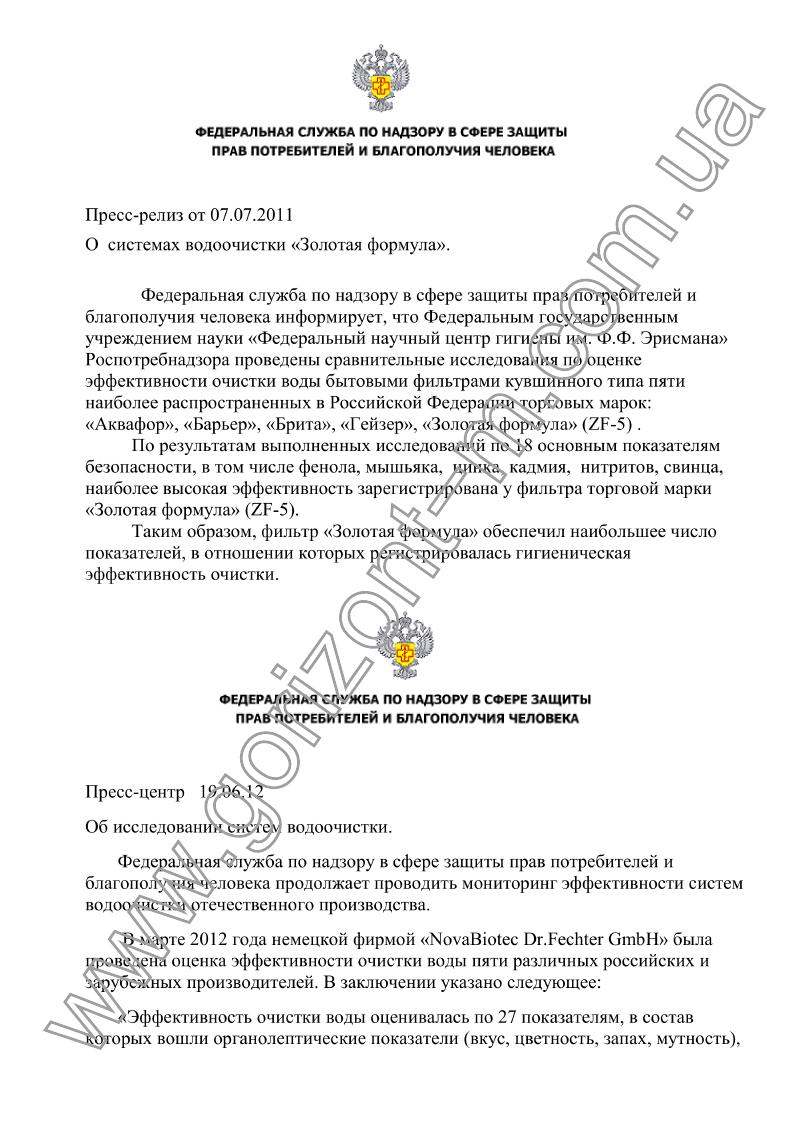 ФЕДЕРАЛЬНАЯ СЛУЖБА ПО НАДЗОРУ В СФЕРЕ ЗАЩИТЫ
ПРАВ ПОТРЕБИТЕЛЕЙ И БЛАГОПОЛУЧИЯ ЧЕЛОВЕКА
Пресс-релиз от 07.07.2011
О системах водоочистки «Золотая формула».
Федеральная служба по надзору в сфере защиты прав потребителей и
благополучия человека информирует, что Федеральным государственным
учреждением науки «Федеральный научный центр гигиены им. Ф.Ф. Эрисмана»
Роспотребнадзора проведены сравнительные исследования по оценке
эффективности очистки воды бытовыми фильтрами кувшинного типа пяти
наиболее распространенных в Российской Федерации торговых марок:
«Аквафор», «Барьер», «Брита», «Гейзер», «Золотая формула» (ZF-5) .
По результатам выполненных исследований по 18 основным показателям
безопасности, в том числе фенола, мышьяка, цинка, кадмия, нитритов, свинца,
наиболее высокая эффективность зарегистрирована у фильтра торговой марки
«Золотая формула» (ZF-5).
Таким образом, фильтр «Золотая формула» обеспечил наибольшее число
показателей, в отношении которых регистрировалась гигиеническая
эффективность очистки.
ФЕДЕРАЛЬНАЯ СЛУЖБА ПО НАДЗОРУ В СФЕРЕ ЗАЩИТЫ
ПРАВ ПОТРЕБИТЕЛЕЙ И БЛАГОПОЛУЧИЯ ЧЕЛОВЕКА
Пресс-центр 19.06.12
Об исследовании систем водоочистки.
Федеральная служба по надзору в сфере защиты прав потребителей и
благополучия человека продолжает проводить мониторинг эффективности систем
водоочистки отечественного производства.
В марте 2012 года немецкой фирмой «NovaBiotec Dr.Fechter GmbH» была
проведена оценка эффективности очистки воды пяти различных российских и
зарубежных производителей. В заключении указано следующее:
«Эффективность очистки воды оценивалась по 27 показателям, в состав
которых вошли органолептические показатели (вкус, цветность, запах, мутность),
www.gorizont-m.com.ua